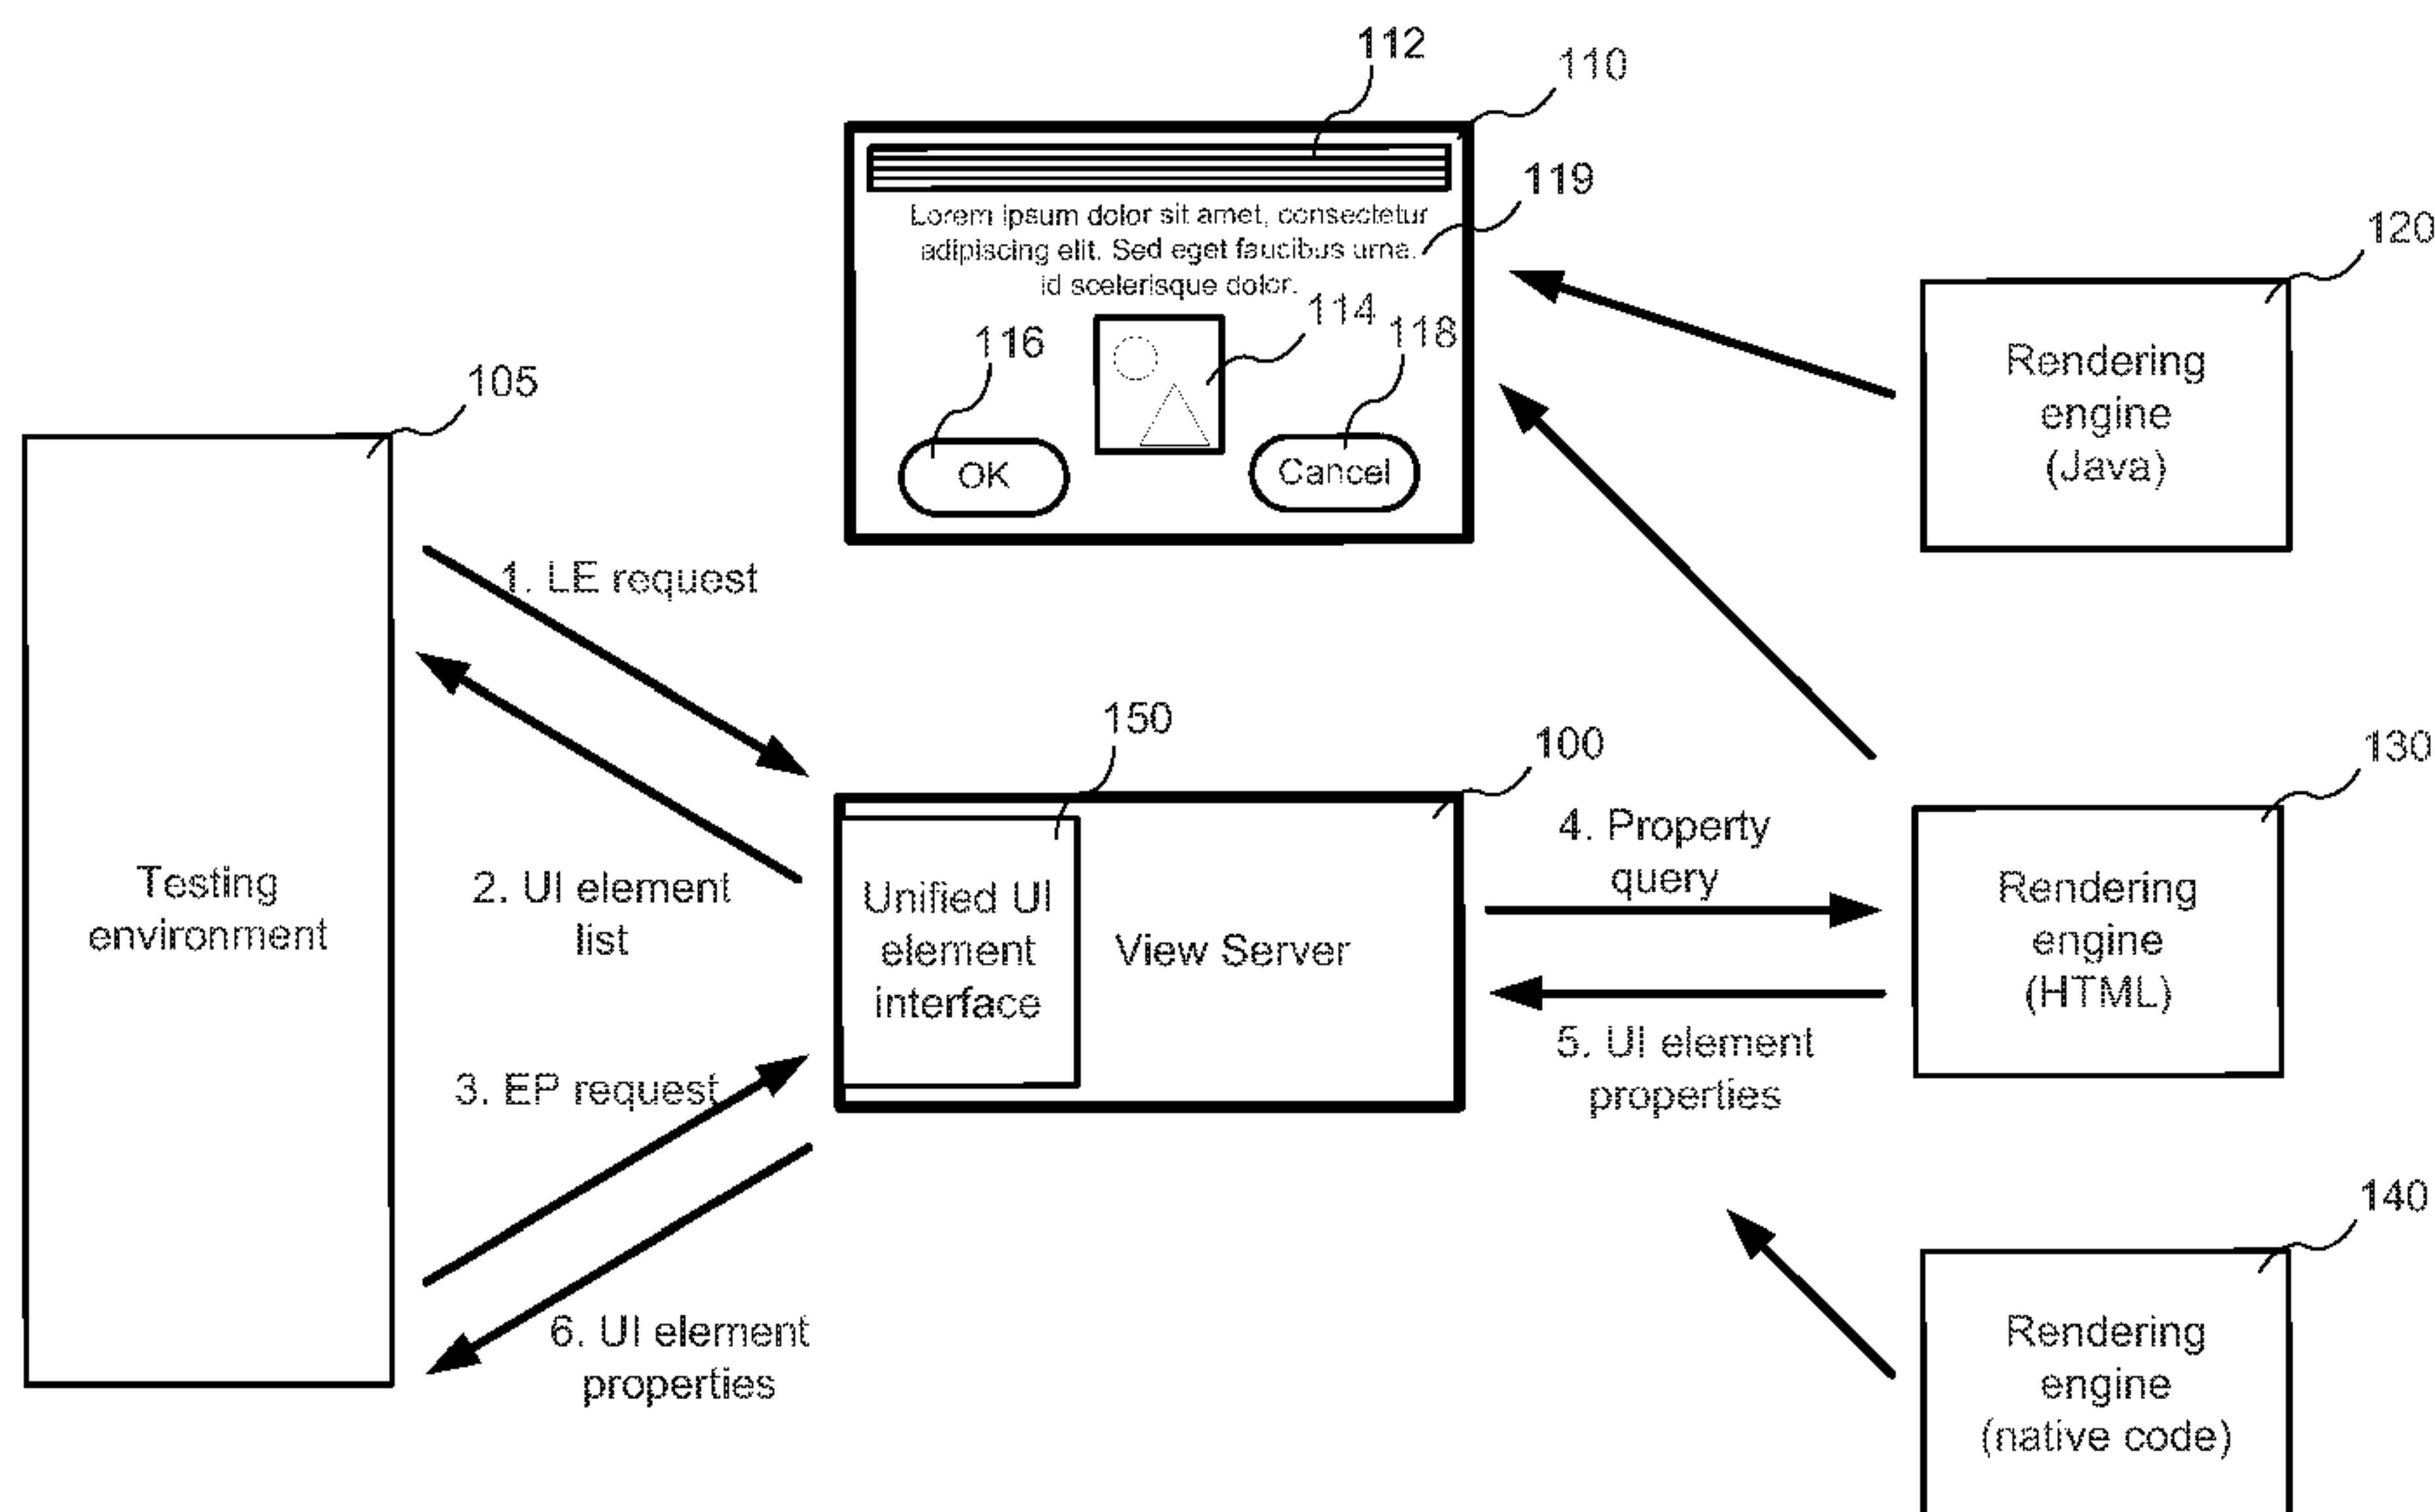 112
110
119
Lorem ipsum dolor sit amet, consectetur
adipiscing elit. Sed eget faucibus urna.
id scelerisque dolor.
114
116
118
OK
Cancel
120
Rendering
engine
(Java)
105
Testing
environment
1. LE request
2. UI element
list
3. EP request
6. UI element
properties
150
100
Unified UI
element
interface
View Server
4. Property
query
5. UI element
properties
130
Rendering
engine
(HTML)
140
Rendering
engine
(native code)